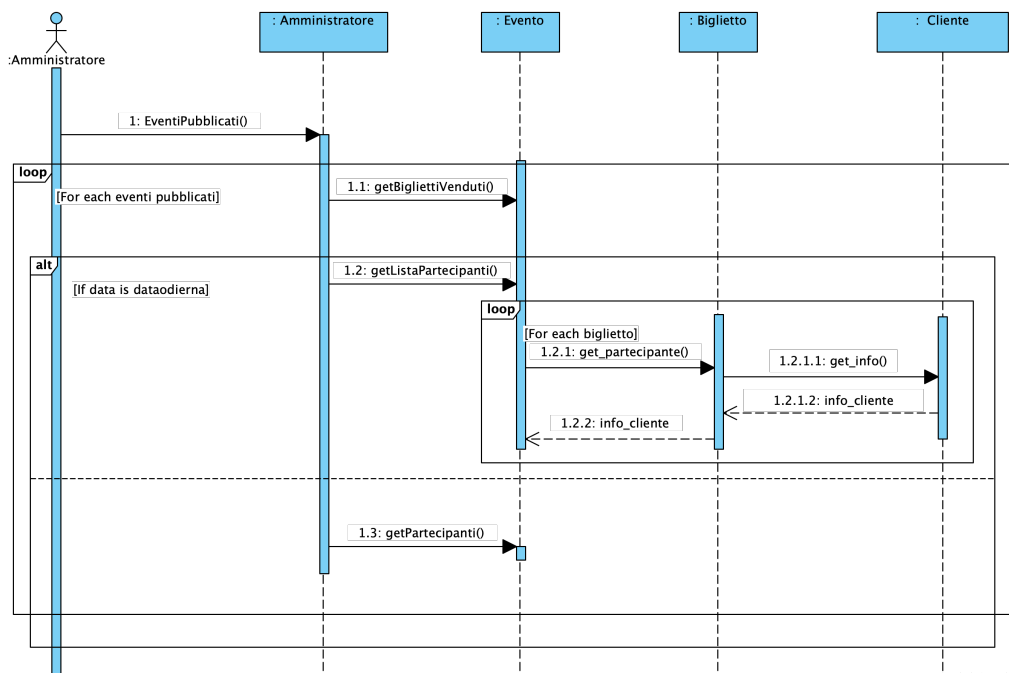 : Amministratore
: Evento
: Biglietto
: Cliente
:Amministratore
1: EventiPubblicati()
loop
[For each eventi pubblicati]
1.1: getBigliettiVenduti()
alt
[If data is dataodierna]
1.2: getListaPartecipanti()
loop
[For each biglietto]
1.2.1: get_partecipante()
1.2.1.1: get_info()
1.2.1.2: info_cliente
1.2.2: info_cliente
1.3: getPartecipanti()